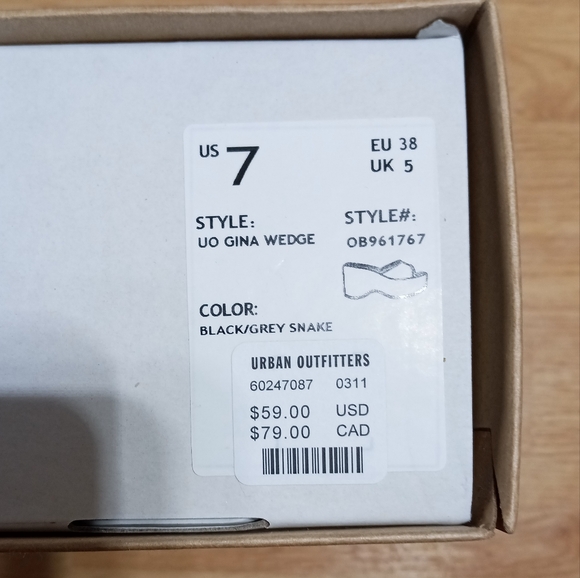 US 7 EU 38
UK 5
STYLE: STYLE#:
UO GINA WEDGE OB961767
COLOR:
BLACK/GREY SNAKE
URBAN OUTFITTERS
60247087 0311
$59.00 USD
$79.00 CAD